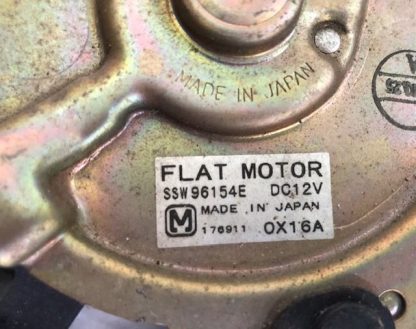 MADE IN JAPAN
FLAT MOTOR
SSW96154E DC12V
M MADE IN JAPAN
176911 OX16A